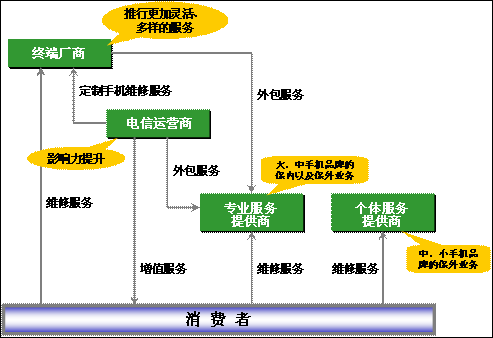 推行更加灵活、
多样的服务
终端厂商
定制手机维修服务
外包服务
电信运营商
影响力提升
外包服务
大、中手机品牌的
保内以及保外业务
维修服务
专业服务
提供商
个体服务
提供商
中、小手机品
牌的保外业务
增值服务
维修服务
维修服务
消费者